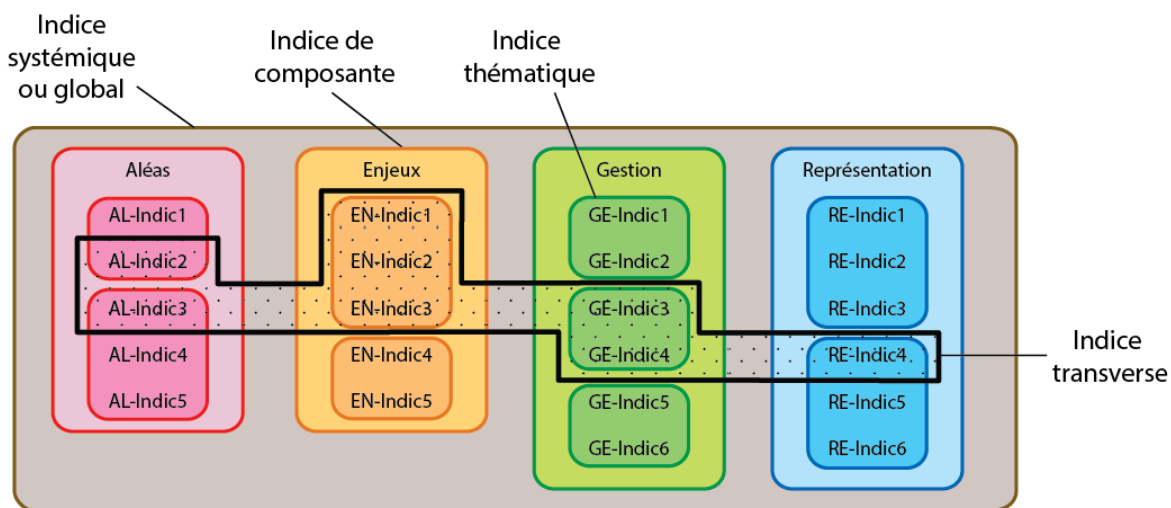 Indice
systémique
ou global
Indice de
composante
Indice
thématique
Aléas
AL-Indic1
AL-Indic2
AL-Indic3
AL-Indic4
AL-Indic5
Enjeux
EN-Indic1
EN-Indic2
EN-Indic3
EN-Indic4
EN-Indic5
Gestion
GE-Indic1
GE-Indic2
GE-Indic3
GE-Indic4
GE-Indic5
GE-Indic6
Représentation
RE-Indic1
RE-Indic2
RE-Indic3
RE-Indic4
RE-Indic5
RE-Indic6
Indice
transverse